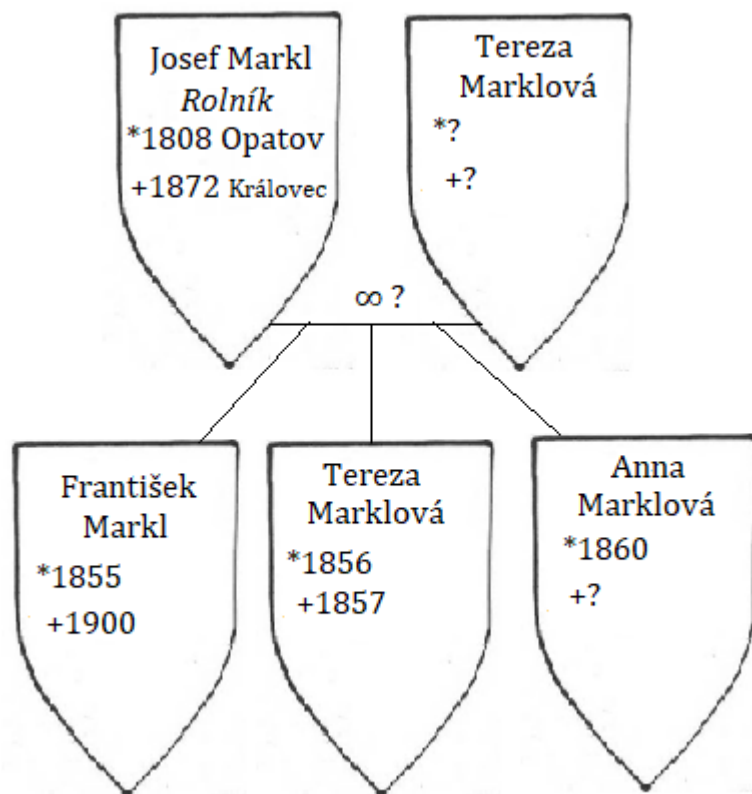 Josef Markl
Rolník
*1808 Opatov
+1872 Královec
Tereza
Marklová
*?
+?
∞ ?
František
Markl
*1855
+1900
Tereza
Marklová
*1856
+1857
Anna
Marklová
*1860
+?